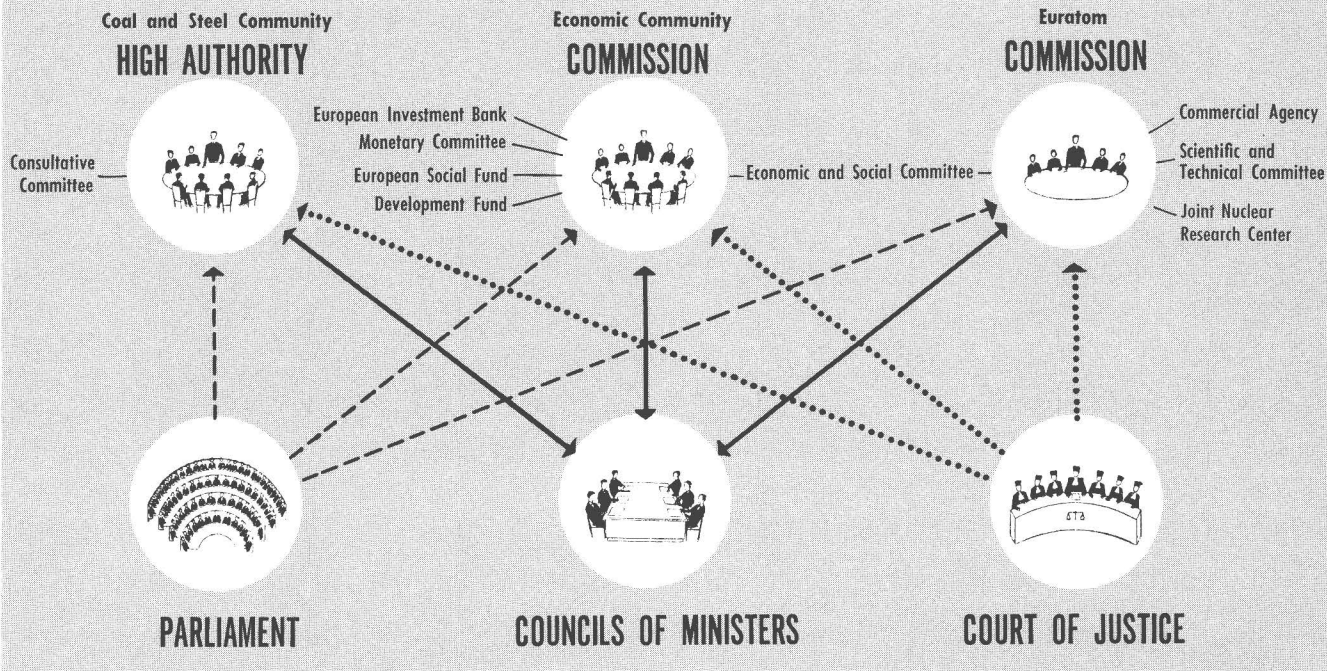 Coal and Steel Community
HIGH AUTHORITY
Economic Community
COMMISSION
Euratom
COMMISSION
Consultative
Committee
European Investment Bank
Monetary Committee
European Social Fund
Development Fund
Economic and Social Committee
Commercial Agency
Scientific and
Technical Committee
Joint Nuclear
Research Center
PARLIAMENT
COUNCILS OF MINISTERS
COURT OF JUSTICE